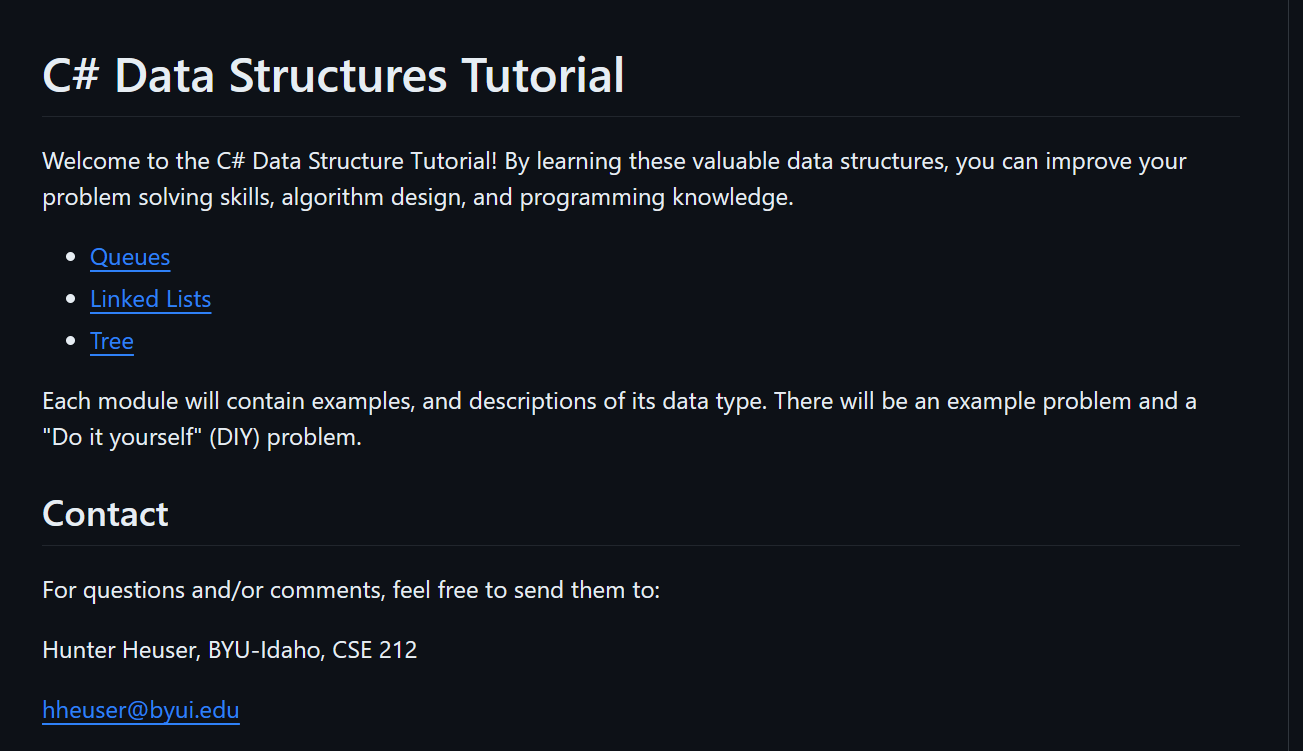 C# Data Structures Tutorial
Welcome to the C# Data Structure Tutorial! By learning these valuable data structures, you can improve your
problem solving skills, algorithm design, and programming knowledge.
Queues
Linked Lists
Tree
Each module will contain examples, and descriptions of its data type. There will be an example problem and a
"Do it yourself" (DIY) problem.
Contact
For questions and/or comments, feel free to send them to:
Hunter Heuser, BYU-Idaho, CSE 212
hheuser@byui.edu